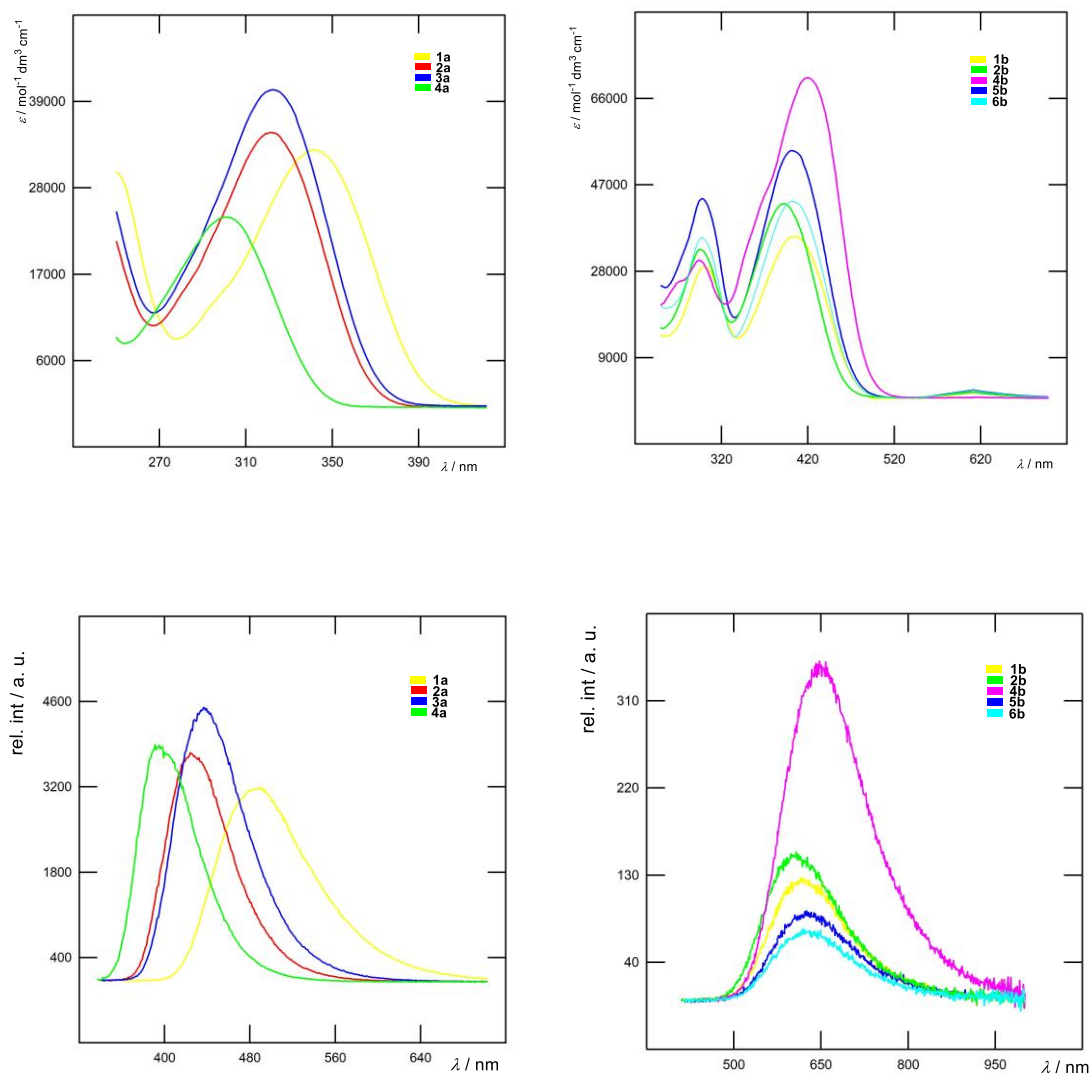 ε / mol⁻¹ dm³ cm⁻¹
39000
28000
17000
6000
270 310 350 390 λ / nm
1a
2a
3a
4a
ε / mol⁻¹ dm³ cm⁻¹
66000
47000
28000
9000
320 420 520 620 λ / nm
1b
2b
4b
5b
6b
rel. int / a. u.
4600
3200
1800
400
400 480 560 640 λ / nm
1a
2a
3a
4a
rel. int / a. u.
310
220
130
40
500 650 800 950 λ / nm
1b
2b
4b
5b
6b